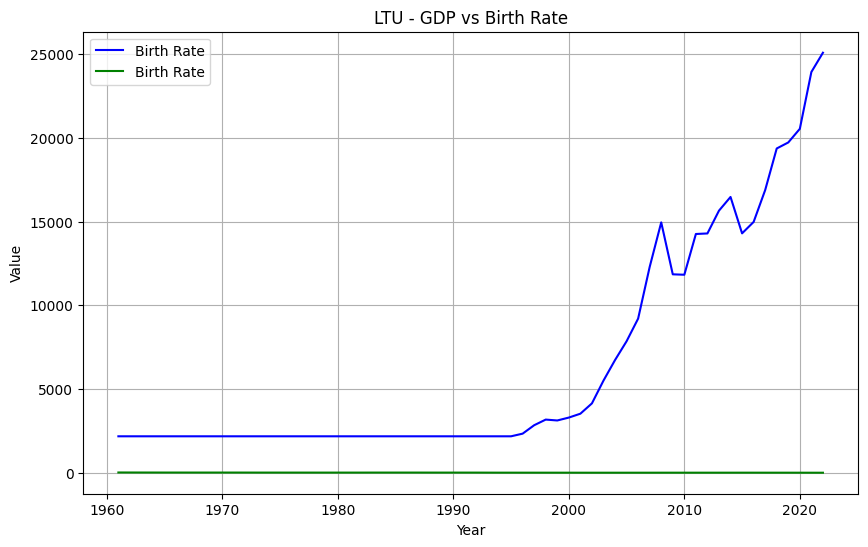 LTU - GDP vs Birth Rate
Birth Rate
Birth Rate
25000
20000
15000
10000
5000
0
Value
1960 1970 1980 1990 2000 2010 2020
Year